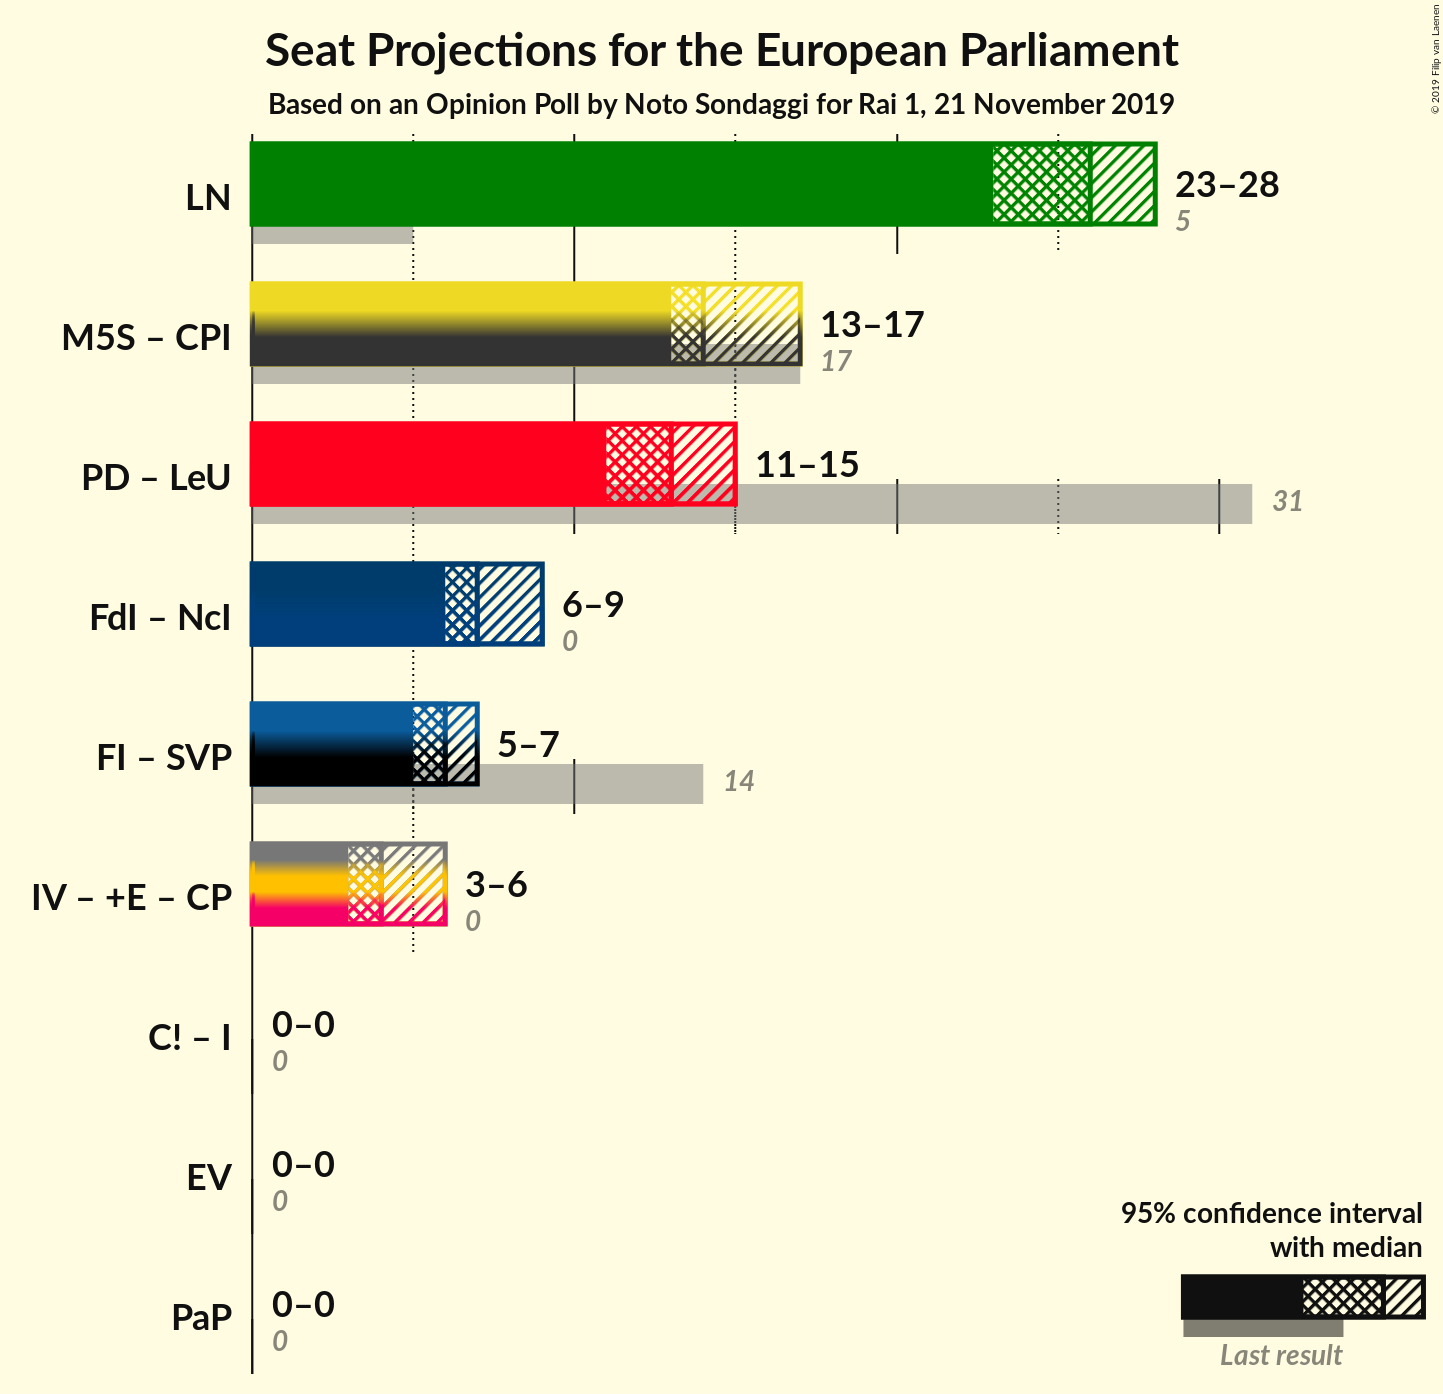 Seat Projections for the European Parliament
Based on an Opinion Poll by Noto Sondaggi for Rai 1, 21 November 2019
© 2019 Filip van Laenen
LN
23–28
5
M5S – CPI
13–17
17
PD – LeU
11–15
31
FdI – NcI
6–9
0
FI – SVP
5–7
14
IV – +E – CP
3–6
0
C! – I
0–0
0
EV
0–0
0
PaP
0–0
0
95% confidence interval
with median
Last result